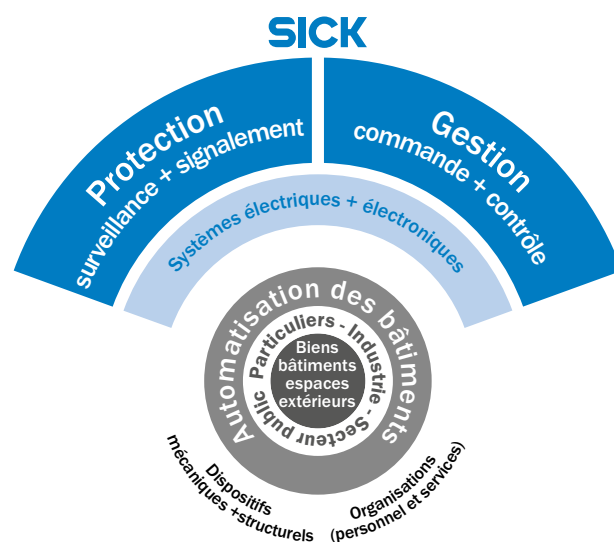 SICK
Protection
surveillance + signalement
Gestion
commande + contrôle
Systèmes électriques + électroniques
Automatisation des bâtiments
Particuliers - Industrie - Secteur public
Biens
bâtiments
espaces
extérieurs
Dispositifs
mécaniques +structurels
Organisations
(personnel et services)